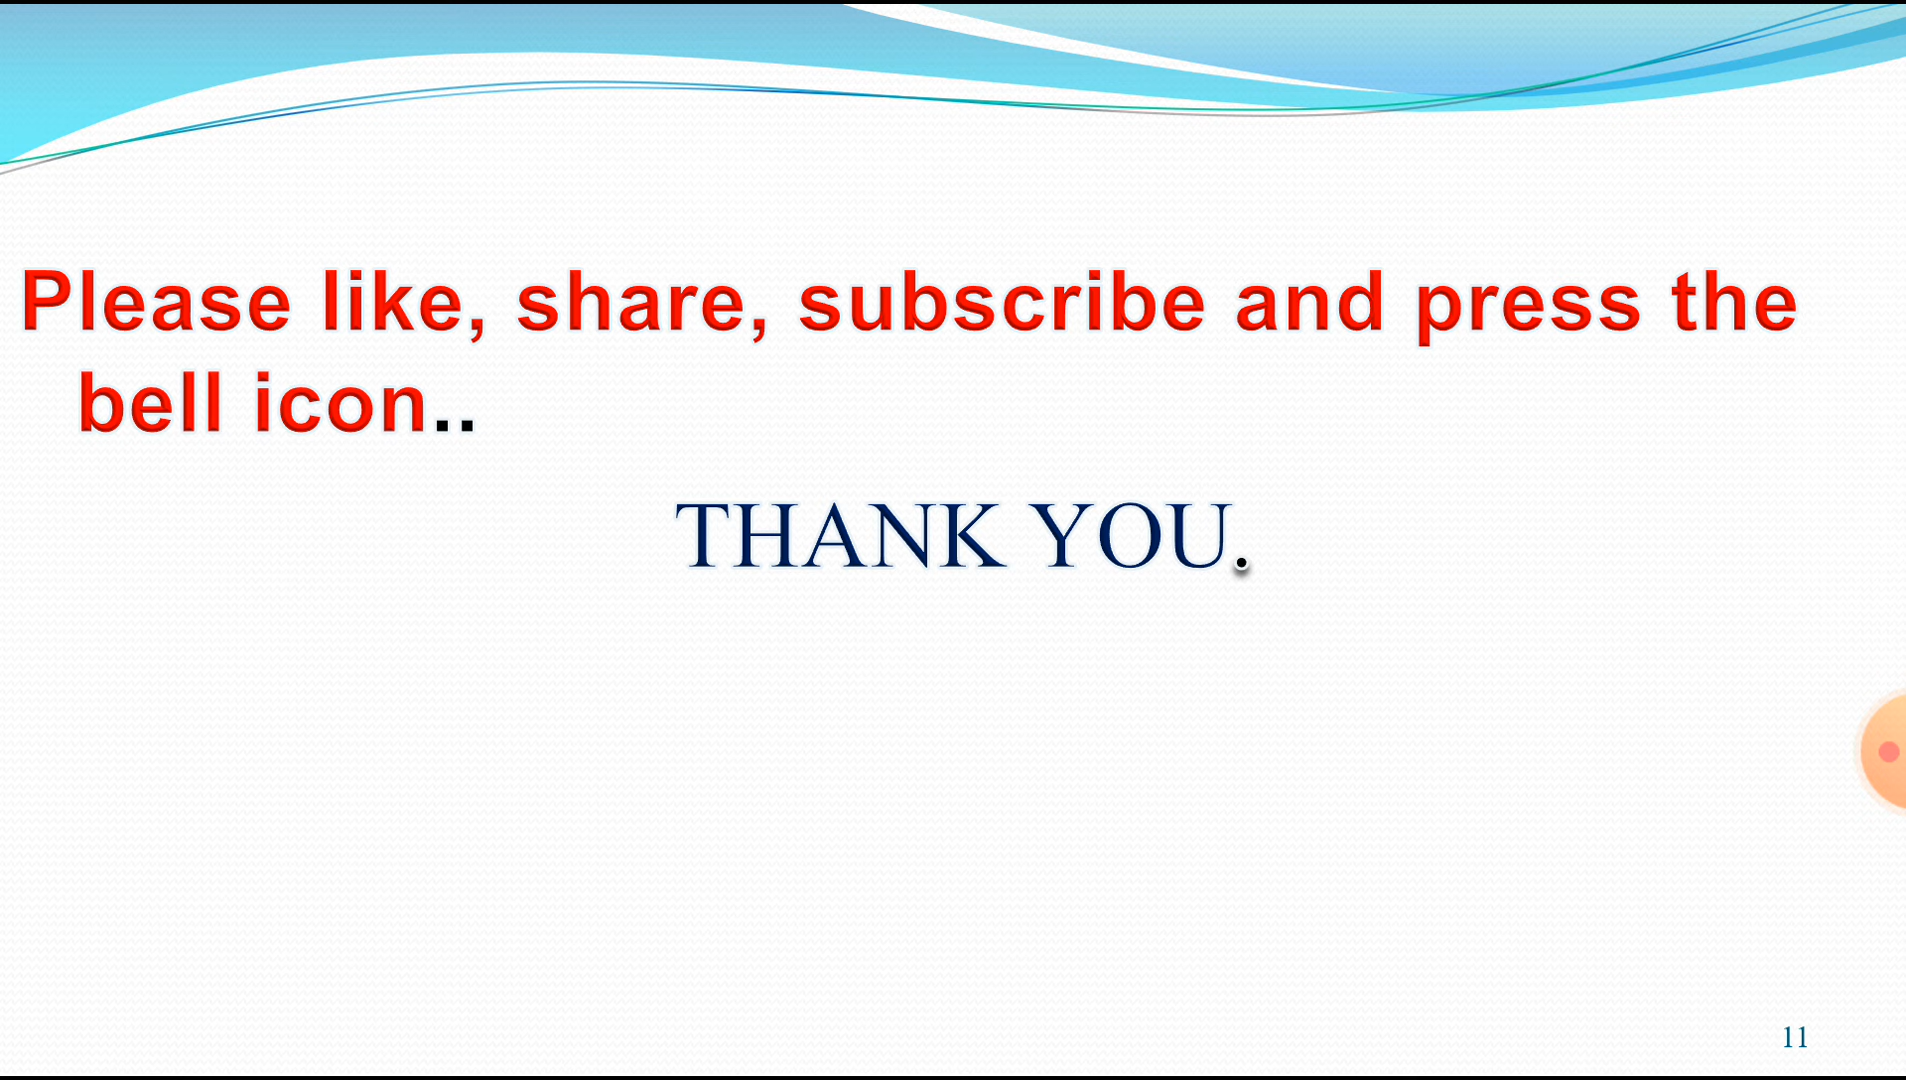 Please like, share, subscribe and press the
bell icon..
THANK YOU.
11